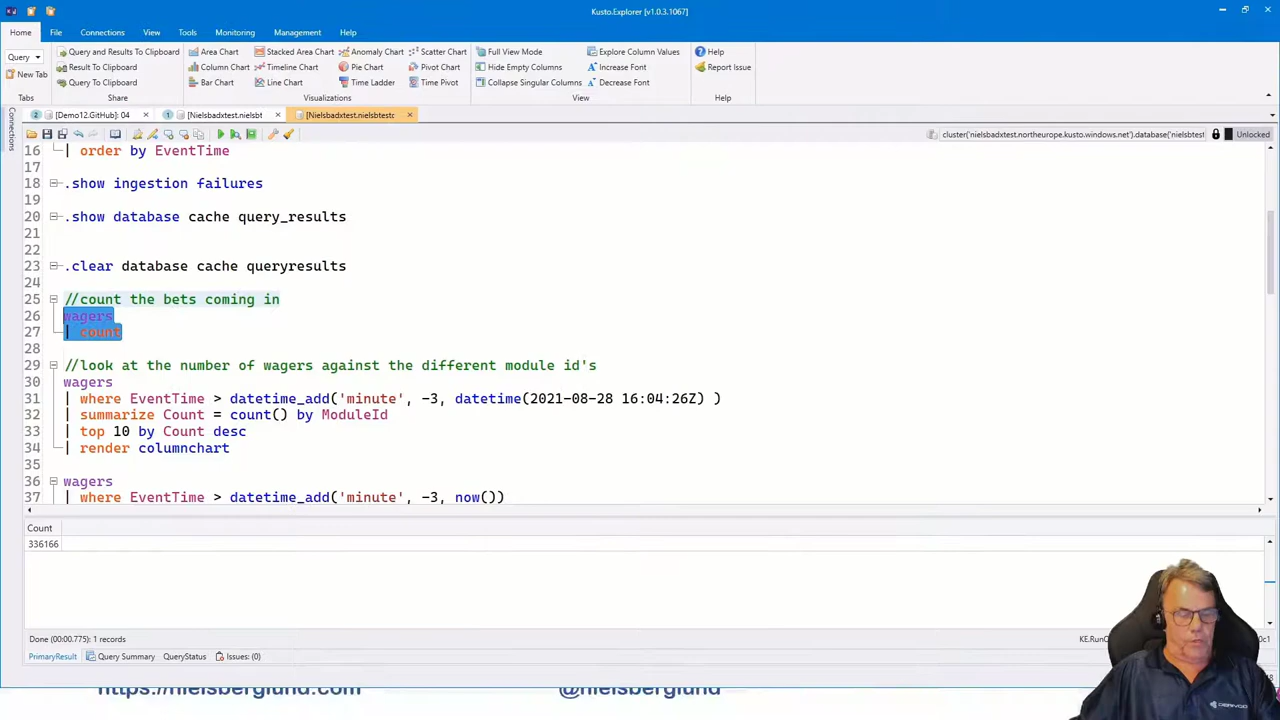 Kusto.Explorer [v1.0.3.1067]
Home File Connections View Tools Monitoring Management Help
Query Query and Results To Clipboard Area Chart Stacked Area Chart Anomaly Chart Scatter Chart Full View Mode Explore Column Values Help
New Tab Result To Clipboard Column Chart Timeline Chart Pie Chart Pivot Chart Hide Empty Columns Increase Font Report Issue
Query To Clipboard Bar Chart Line Chart Time Ladder Time Pivot Collapse Singular Columns Decrease Font
Tabs Share Visualizations View Help
Connections
2 [Demo12.GitHub]: 04 1 [Nielsbadxtest.nielsbt 2 [Nielsbadxtest.nielsbtestc
cluster('nielsbadxtest.northeurope.kusto.windows.net').database('nielsbtest Unlocked
16 | order by EventTime
17
18 .show ingestion failures
19
20 .show database cache query_results
21
22
23 .clear database cache queryresults
24
25 //count the bets coming in
26 wagers
27 | count
28
29 //look at the number of wagers against the different module id's
30 wagers
31 | where EventTime > datetime_add('minute', -3, datetime(2021-08-28 16:04:26Z) )
32 | summarize Count = count() by ModuleId
33 | top 10 by Count desc
34 | render columnchart
35
36 wagers
37 | where EventTime > datetime_add('minute', -3, now())
Count
336166
Done (00:00.775): 1 records KE.RunC
PrimaryResult Query Summary QueryStatus Issues: (0)
https://nielsberglund.com @nielsberglund
DERIVCO